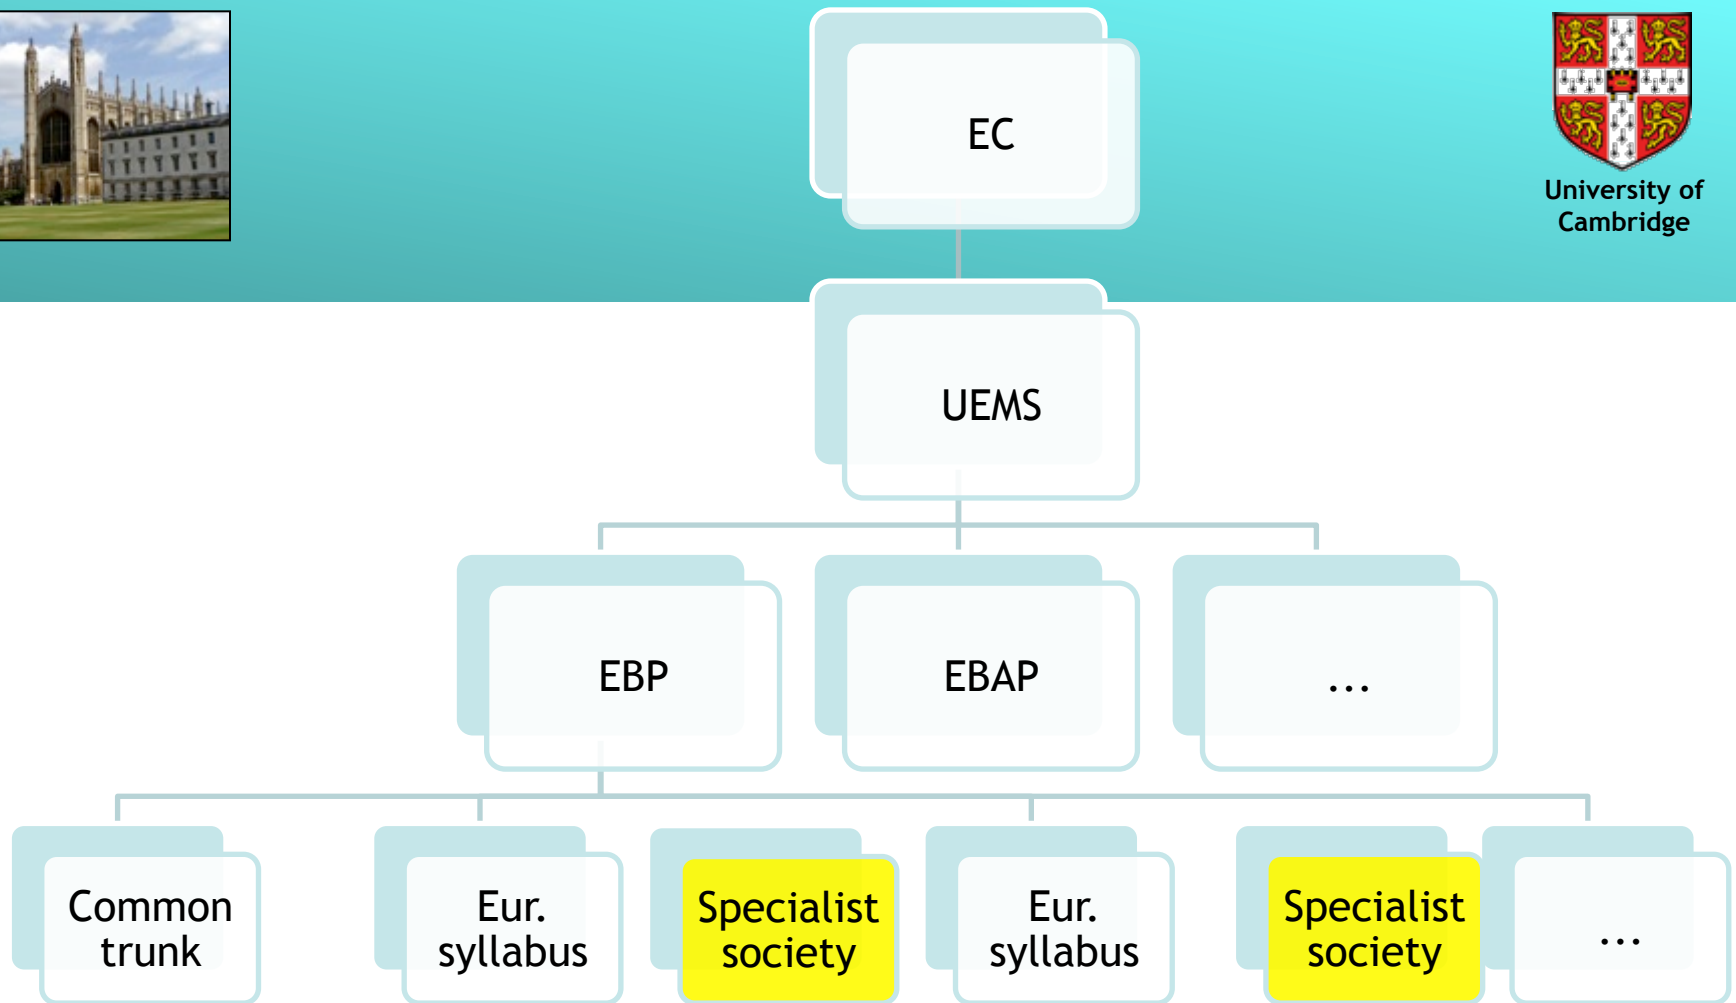 EC
University of
Cambridge
UEMS
EBP
EBAP
...
Common
trunk
Eur.
syllabus
Specialist
society
Eur.
syllabus
Specialist
society
...